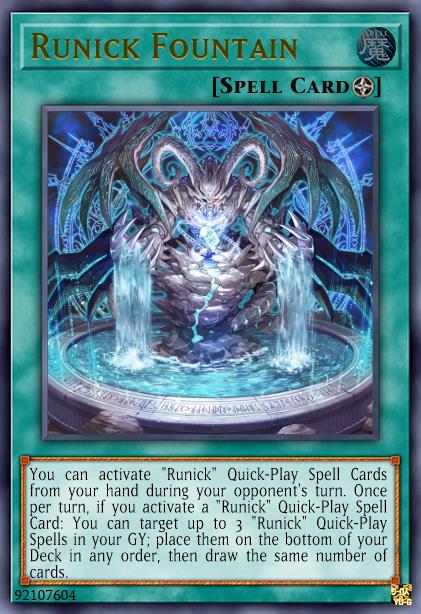 Runick Fountain
魔
[Spell Card]
You can activate "Runick" Quick-Play Spell Cards
from your hand during your opponent's turn. Once
per turn, if you activate a "Runick" Quick-Play Spell
Card: You can target up to 3 "Runick" Quick-Play
Spells in your GY; place them on the bottom of your
Deck in any order, then draw the same number of
cards.
92107604